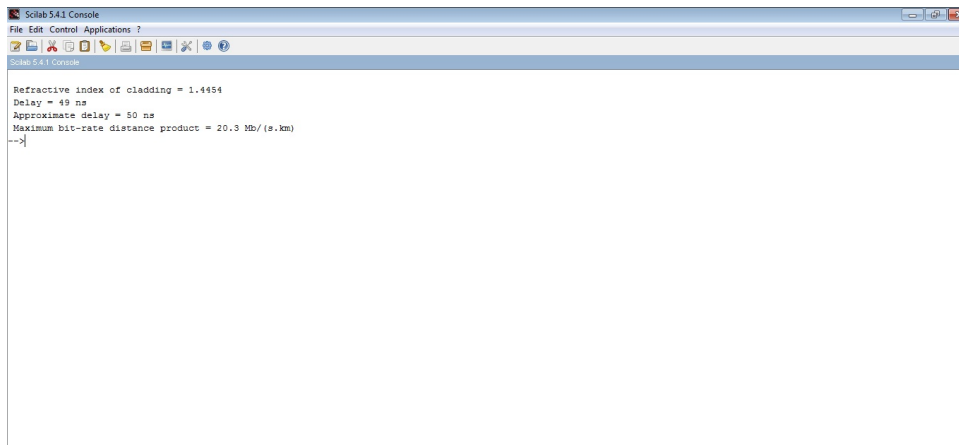 Scilab 5.4.1 Console
File Edit Control Applications ?
Scilab 5.4.1 Console
Refractive index of cladding = 1.4454
Delay = 49 ns
Approximate delay = 50 ns
Maximum bit-rate distance product = 20.3 Mb/(s.km)
-->